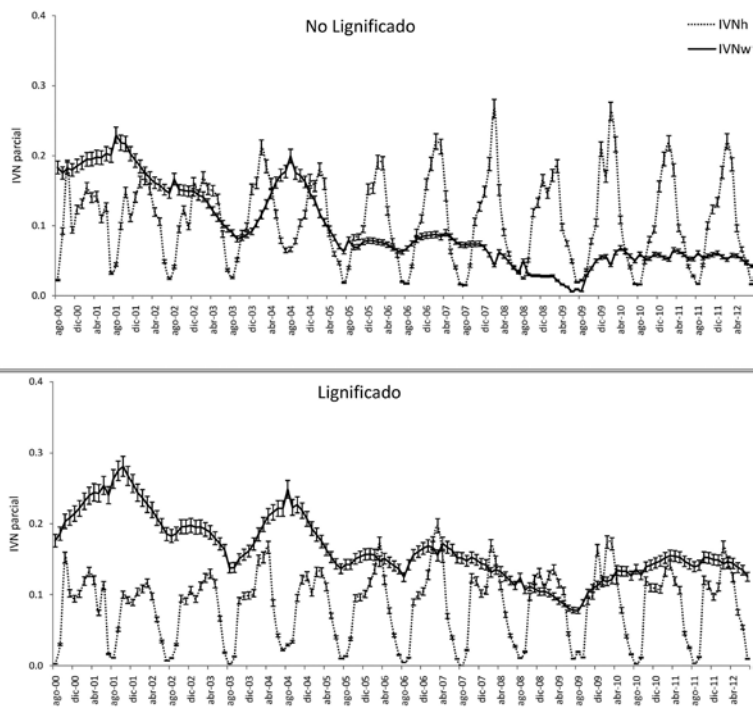 No Lignificado
IVNh
IVNw
IVN parcial
0.4
0.3
0.2
0.1
0.0
ago-00
dic-00
abr-01
ago-01
dic-01
abr-02
ago-02
dic-02
abr-03
ago-03
dic-03
abr-04
ago-04
dic-04
abr-05
ago-05
dic-05
abr-06
ago-06
dic-06
abr-07
ago-07
dic-07
abr-08
ago-08
dic-08
abr-09
ago-09
dic-09
abr-10
ago-10
dic-10
abr-11
ago-11
dic-11
abr-12
Lignificado
IVN parcial
0.4
0.3
0.2
0.1
0.0
ago-00
dic-00
abr-01
ago-01
dic-01
abr-02
ago-02
dic-02
abr-03
ago-03
dic-03
abr-04
ago-04
dic-04
abr-05
ago-05
dic-05
abr-06
ago-06
dic-06
abr-07
ago-07
dic-07
abr-08
ago-08
dic-08
abr-09
ago-09
dic-09
abr-10
ago-10
dic-10
abr-11
ago-11
dic-11
abr-12